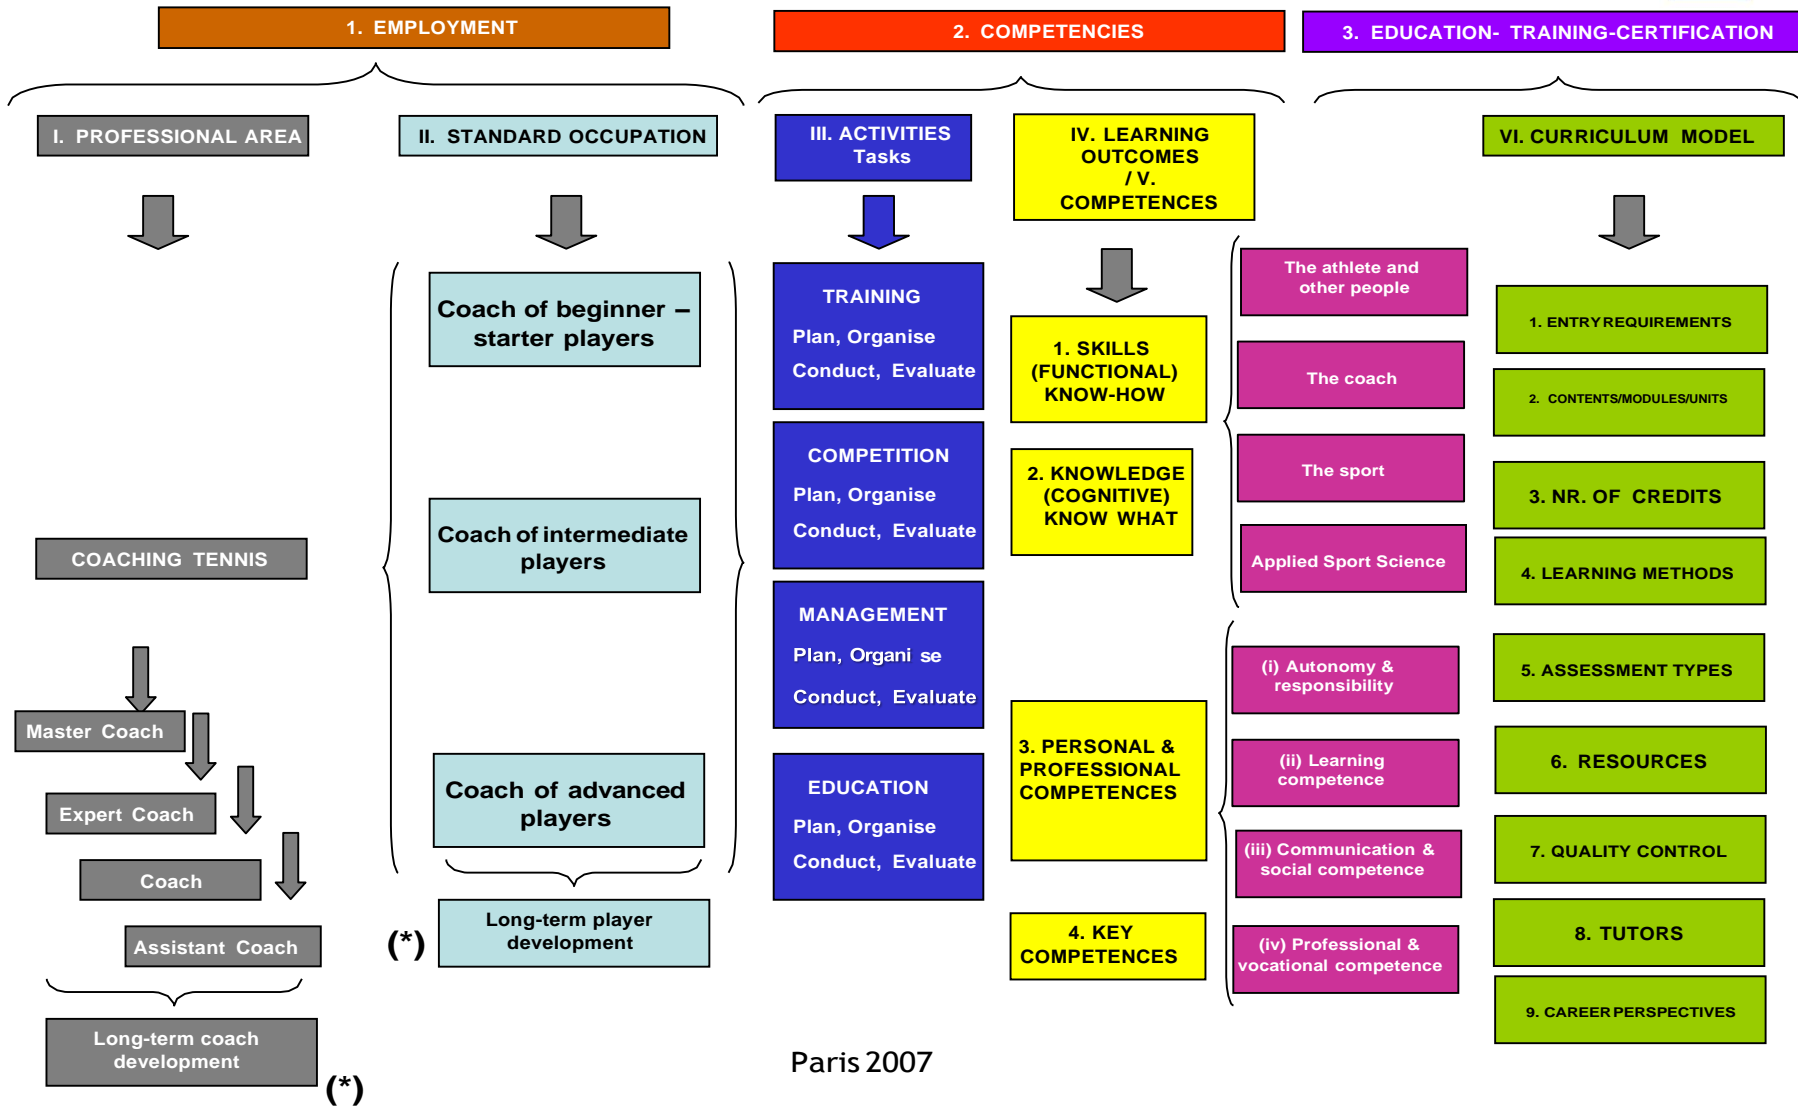 1. EMPLOYMENT
2. COMPETENCIES
3. EDUCATION- TRAINING-CERTIFICATION
I. PROFESSIONAL AREA
COACHING TENNIS
Master Coach
Expert Coach
Coach
Assistant Coach
Long-term coach
development
(*)
II. STANDARD OCCUPATION
Coach of beginner –
starter players
Coach of intermediate
players
Coach of advanced
players
(*)
Long-term player
development
III. ACTIVITIES
Tasks
TRAINING
Plan, Organise
Conduct, Evaluate
COMPETITION
Plan, Organise
Conduct, Evaluate
MANAGEMENT
Plan, Organi se
Conduct, Evaluate
EDUCATION
Plan, Organise
Conduct, Evaluate
IV. LEARNING
OUTCOMES
/ V.
COMPETENCES
1. SKILLS
(FUNCTIONAL)
KNOW-HOW
2. KNOWLEDGE
(COGNITIVE)
KNOW WHAT
3. PERSONAL &
PROFESSIONAL
COMPETENCES
4. KEY
COMPETENCES
The athlete and
other people
The coach
The sport
Applied Sport Science
(i) Autonomy &
responsibility
(ii) Learning
competence
(iii) Communication &
social competence
(iv) Professional &
vocational competence
VI. CURRICULUM MODEL
1. ENTRY REQUIREMENTS
2. CONTENTS/MODULES/UNITS
3. NR. OF CREDITS
4. LEARNING METHODS
5. ASSESSMENT TYPES
6. RESOURCES
7. QUALITY CONTROL
8. TUTORS
9. CAREER PERSPECTIVES
Paris 2007